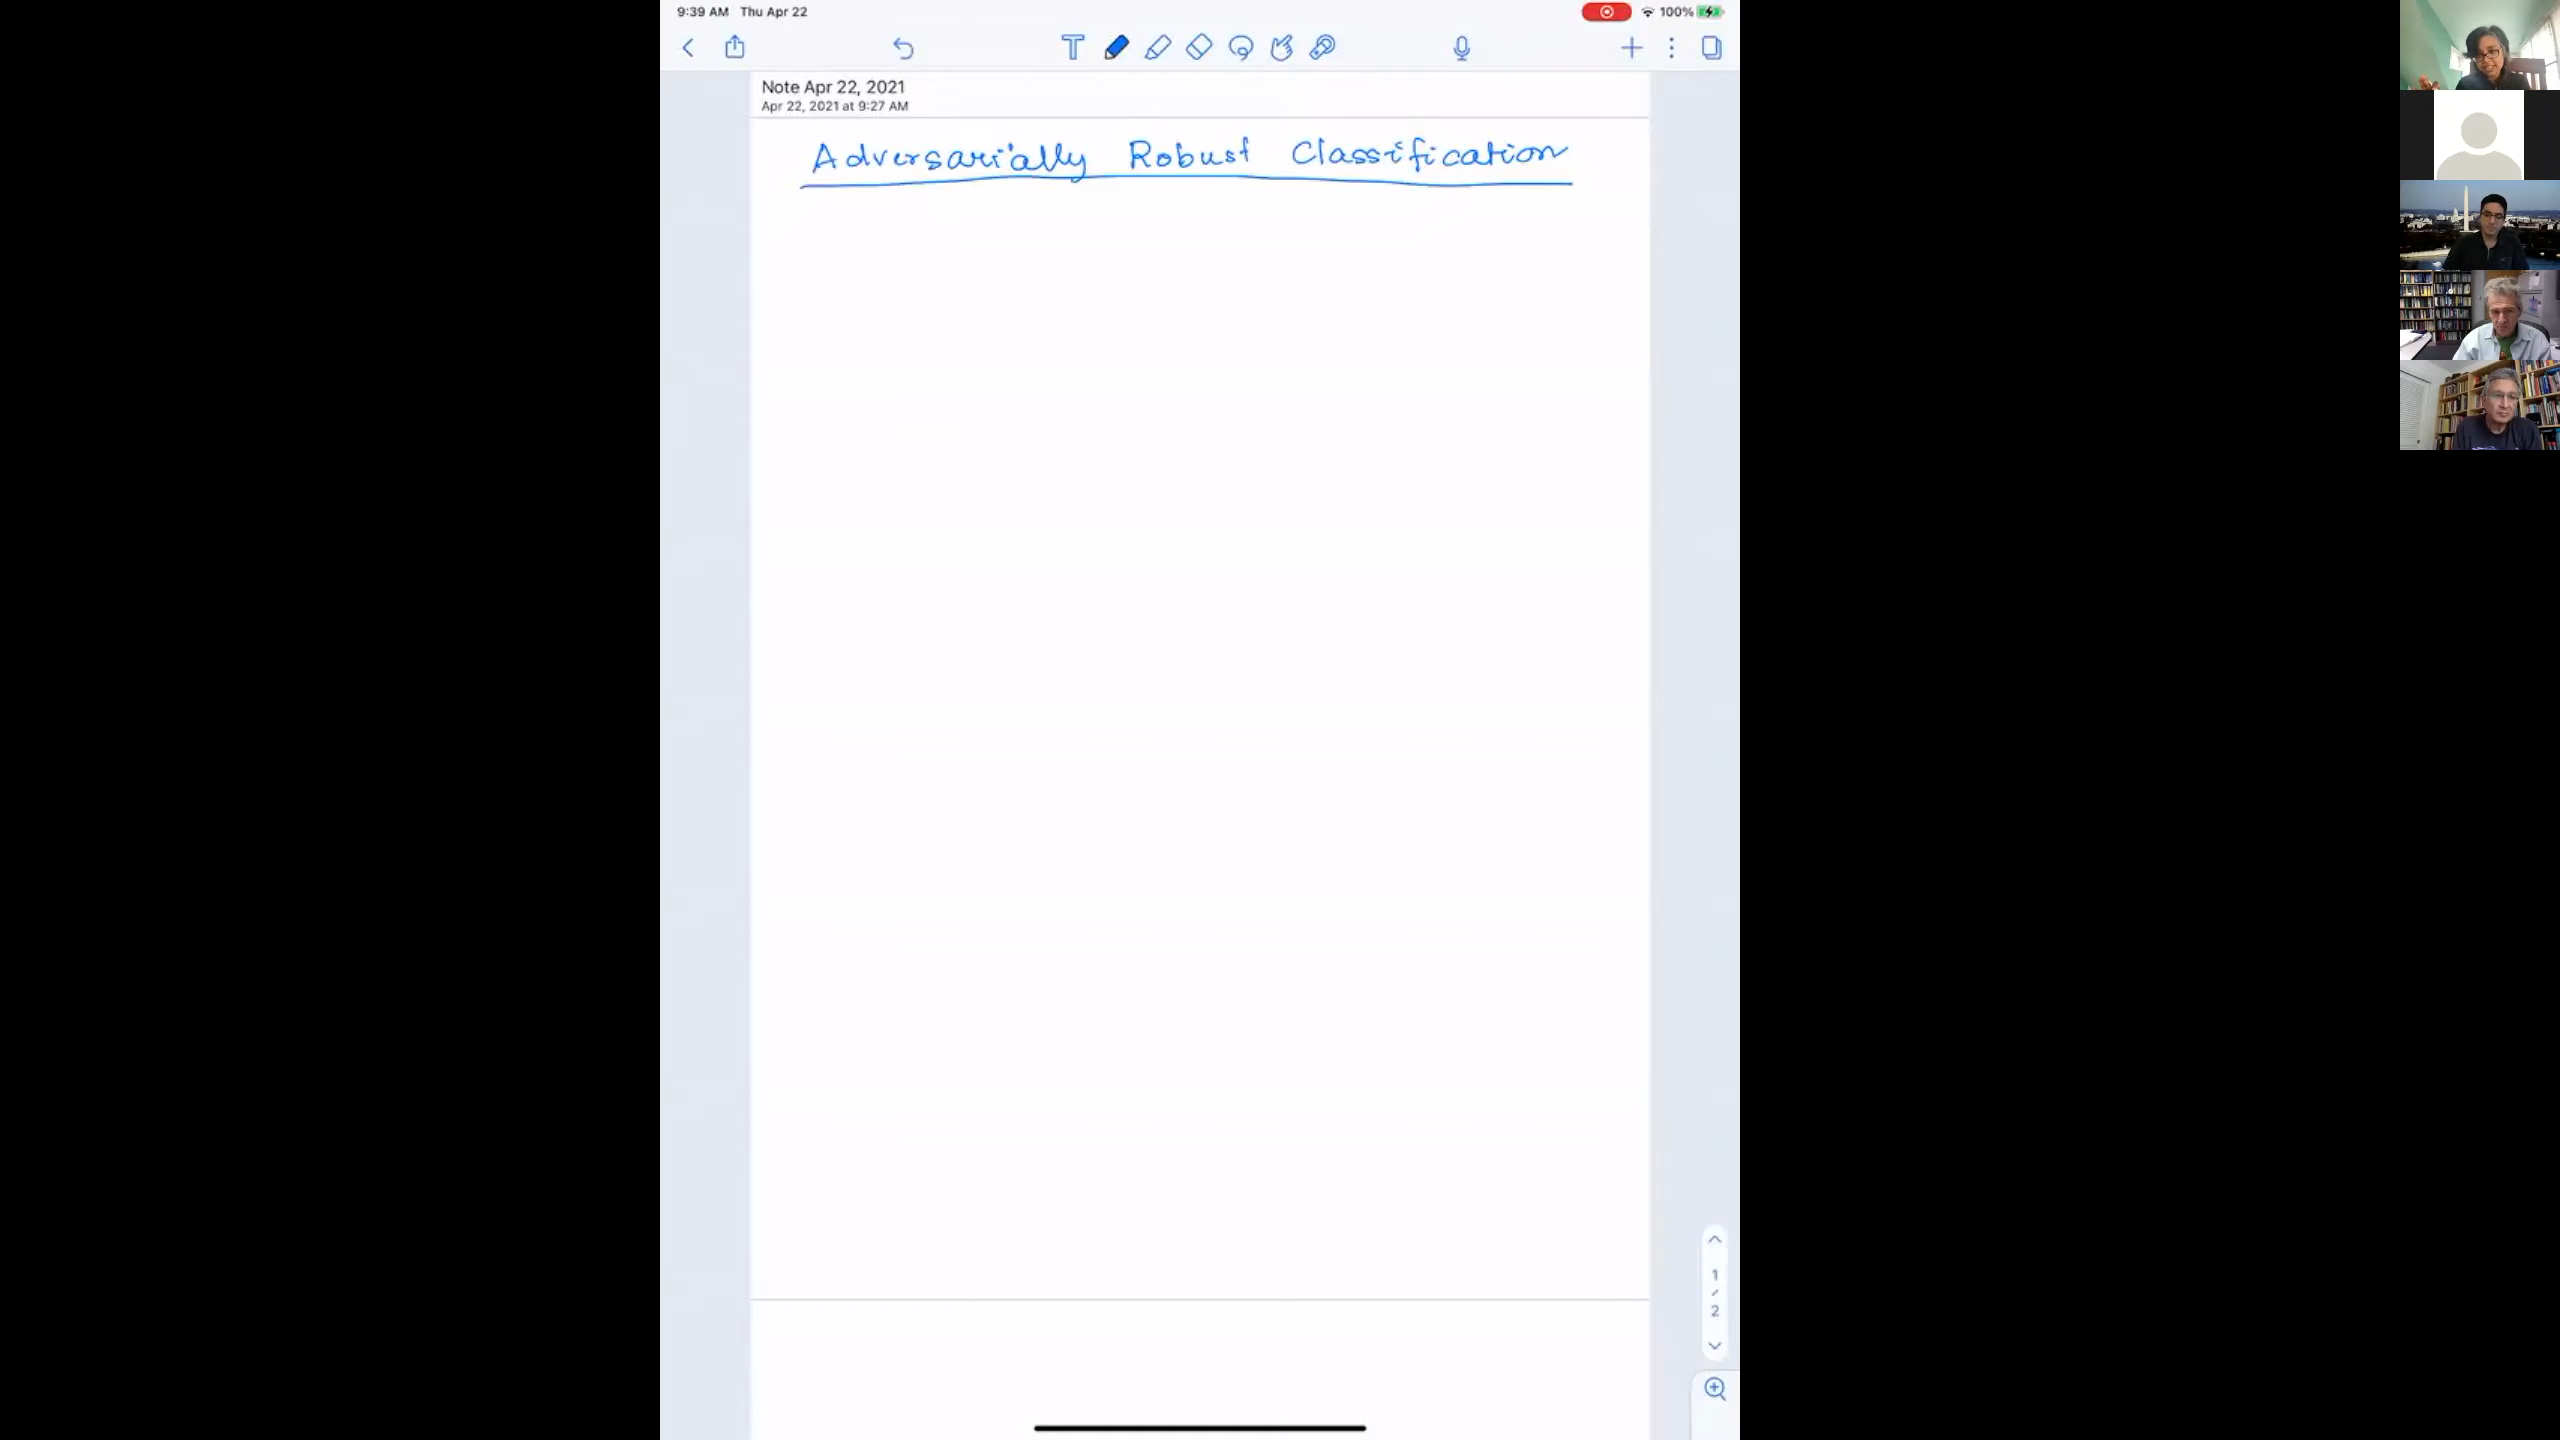 9:39 AM Thu Apr 22
100%
T
Note Apr 22, 2021
Apr 22, 2021 at 9:27 AM
Adversarially Robust Classification
1
/
2